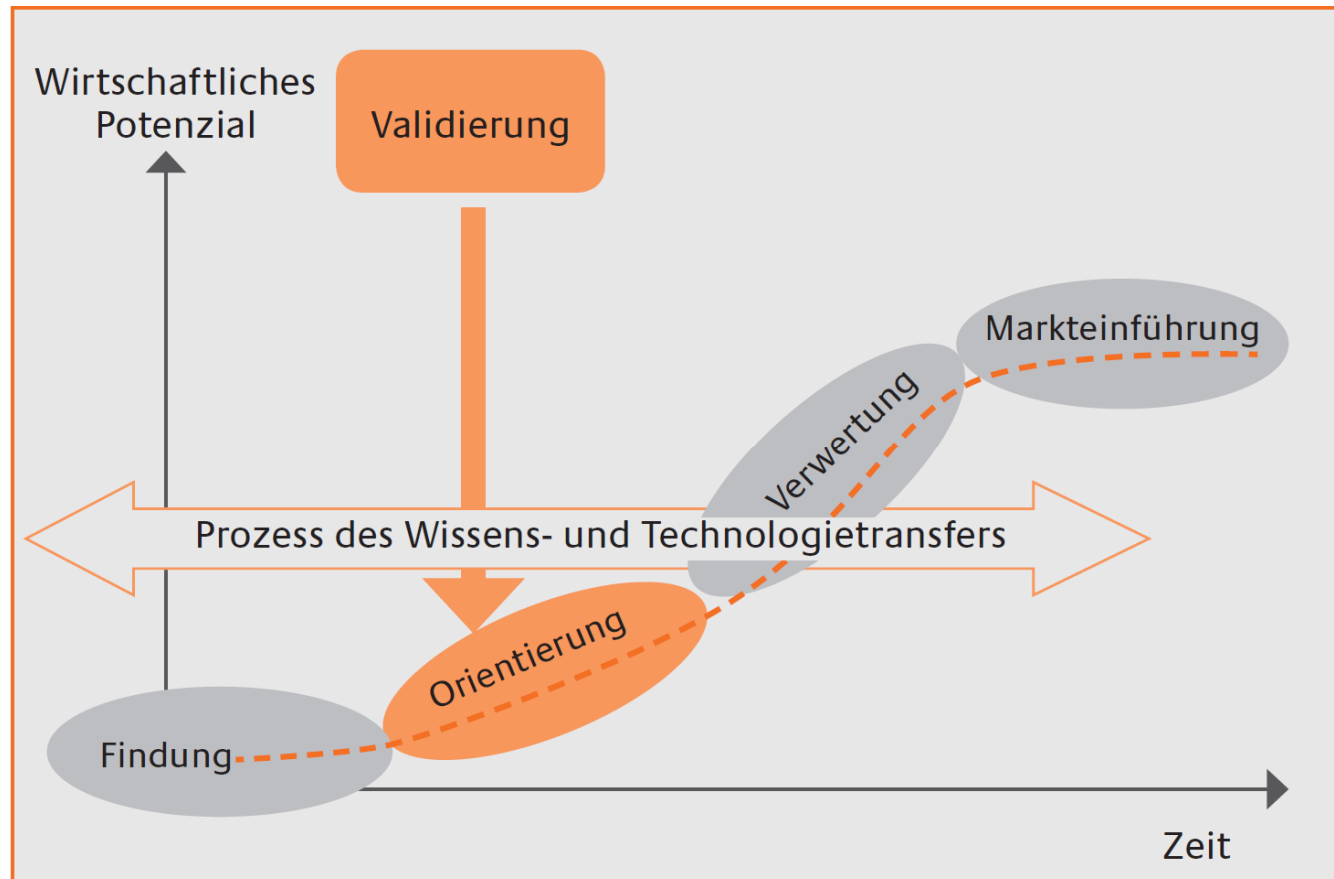 Wirtschaftliches
Potenzial
Validierung
Markteinführung
Verwertung
Prozess des Wissens- und Technologietransfers
Orientierung
Findung
Zeit